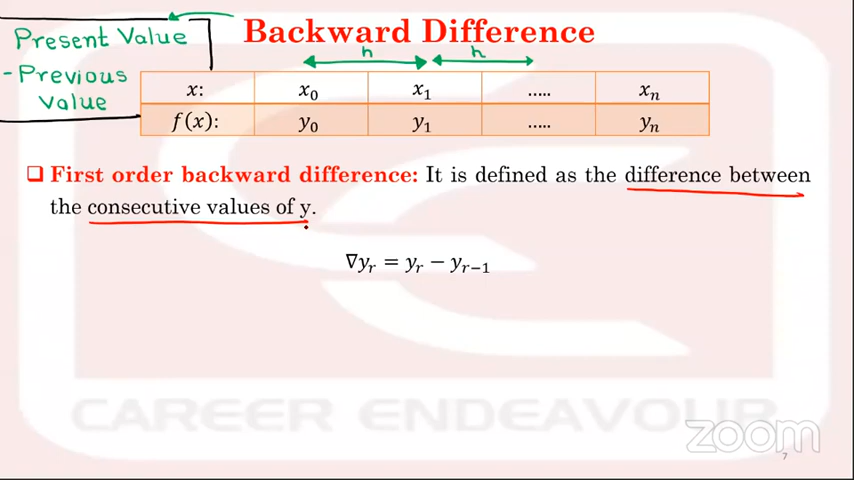 Backward Difference
Present Value
- Previous
Value
h h
x: x₀ x₁ ..... xₙ
f(x): y₀ y₁ ..... yₙ
❑ First order backward difference: It is defined as the difference between
the consecutive values of y.
∇yᵣ = yᵣ − yᵣ₋₁
CAREER ENDEAVOUR
zoom
7